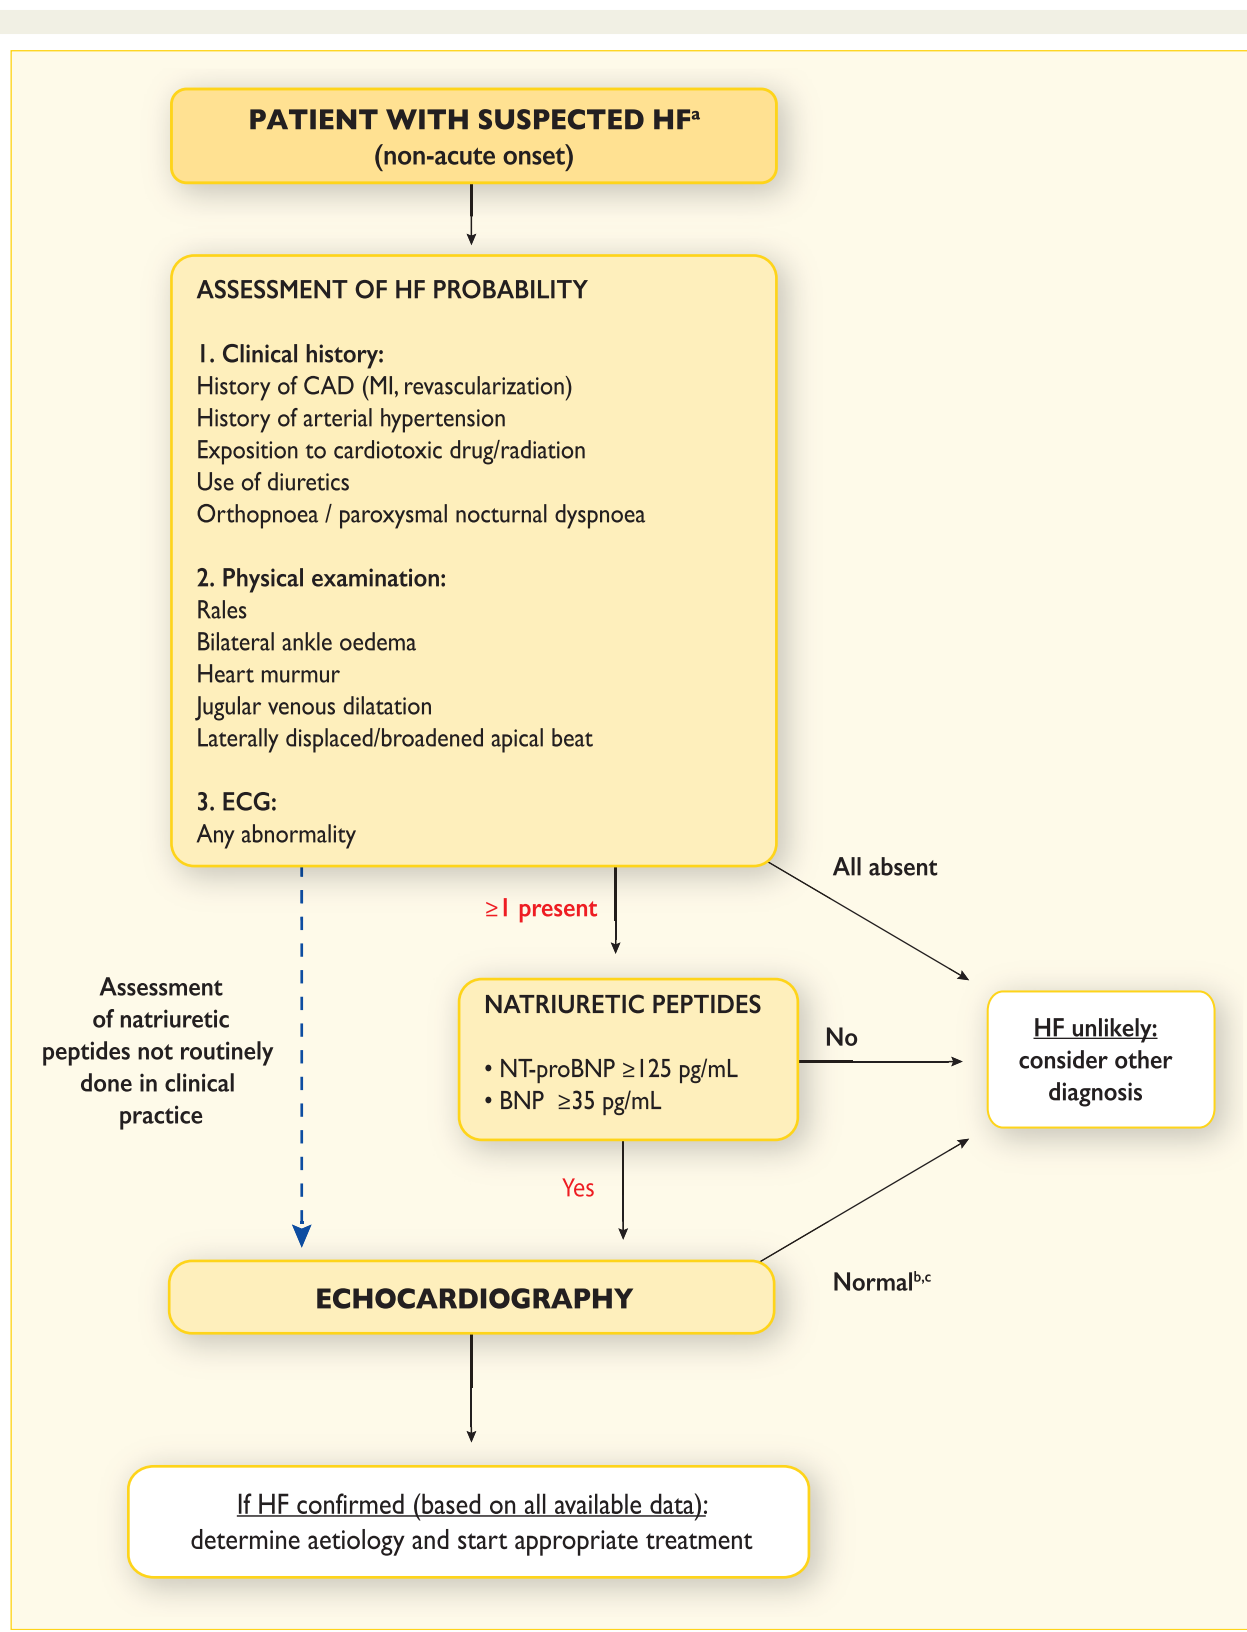 PATIENT WITH SUSPECTED HFa
(non-acute onset)
ASSESSMENT OF HF PROBABILITY
1. Clinical history:
History of CAD (MI, revascularization)
History of arterial hypertension
Exposition to cardiotoxic drug/radiation
Use of diuretics
Orthopnoea / paroxysmal nocturnal dyspnoea
2. Physical examination:
Rales
Bilateral ankle oedema
Heart murmur
Jugular venous dilatation
Laterally displaced/broadened apical beat
3. ECG:
Any abnormality
All absent
≥1 present
Assessment
of natriuretic
peptides not routinely
done in clinical
practice
NATRIURETIC PEPTIDES
• NT-proBNP ≥125 pg/mL
• BNP ≥35 pg/mL
No
HF unlikely:
consider other
diagnosis
Yes
Normalb,c
ECHOCARDIOGRAPHY
If HF confirmed (based on all available data):
determine aetiology and start appropriate treatment